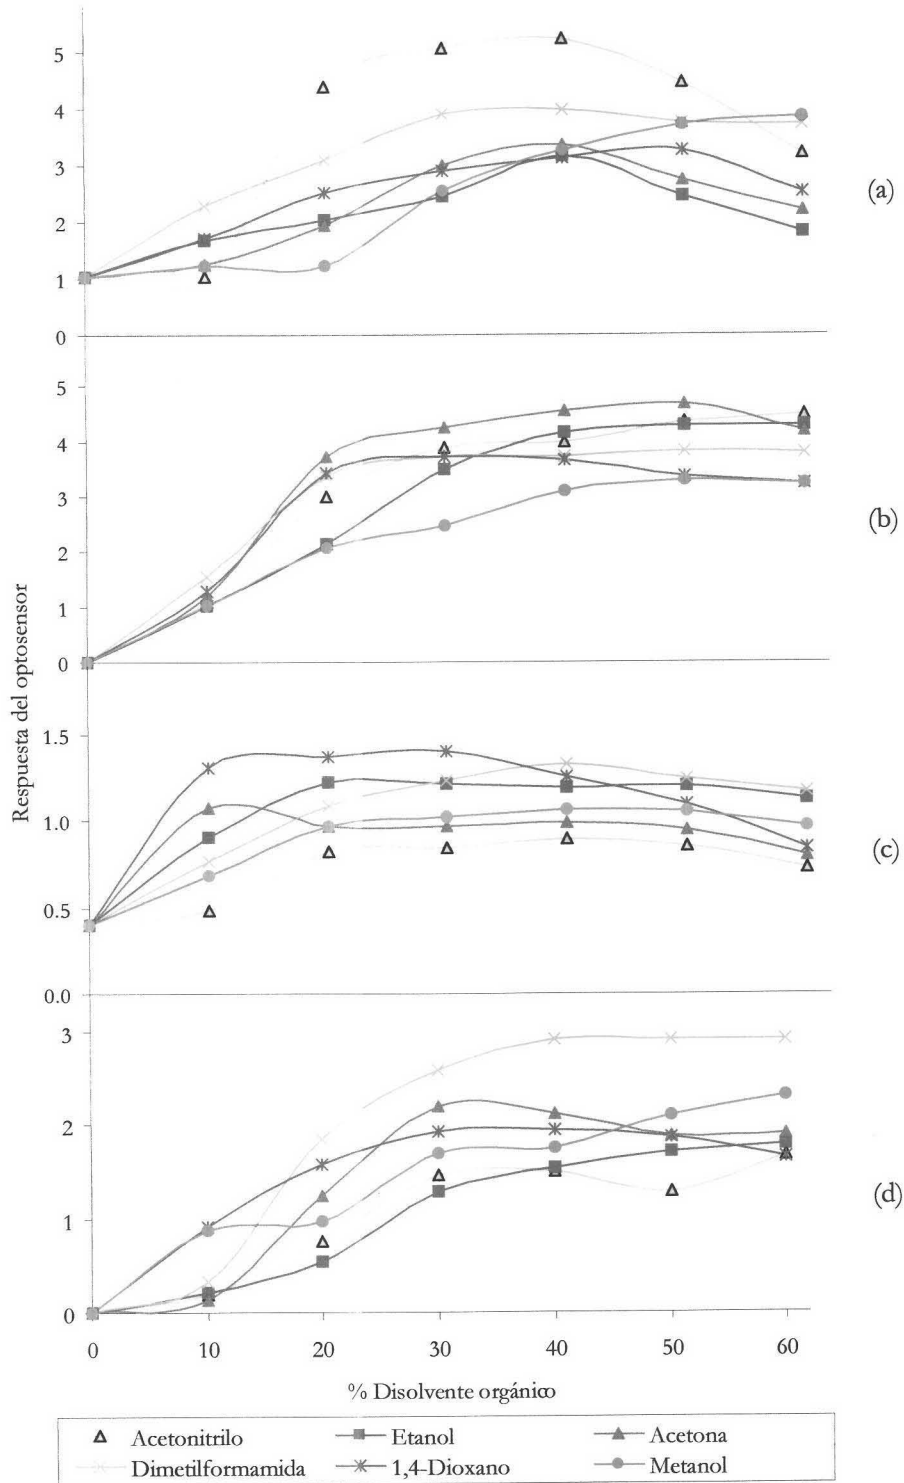 5
4
3
2
1
0
(a)
5
4
3
2
1
0
(b)
Respuesta del optosensor
1.5
1.0
0.5
0.0
(c)
3
2
1
0
(d)
0 10 20 30 40 50 60
% Disolvente orgánico
Acetonitrilo Etanol Acetona
Dimetilformamida 1,4-Dioxano Metanol